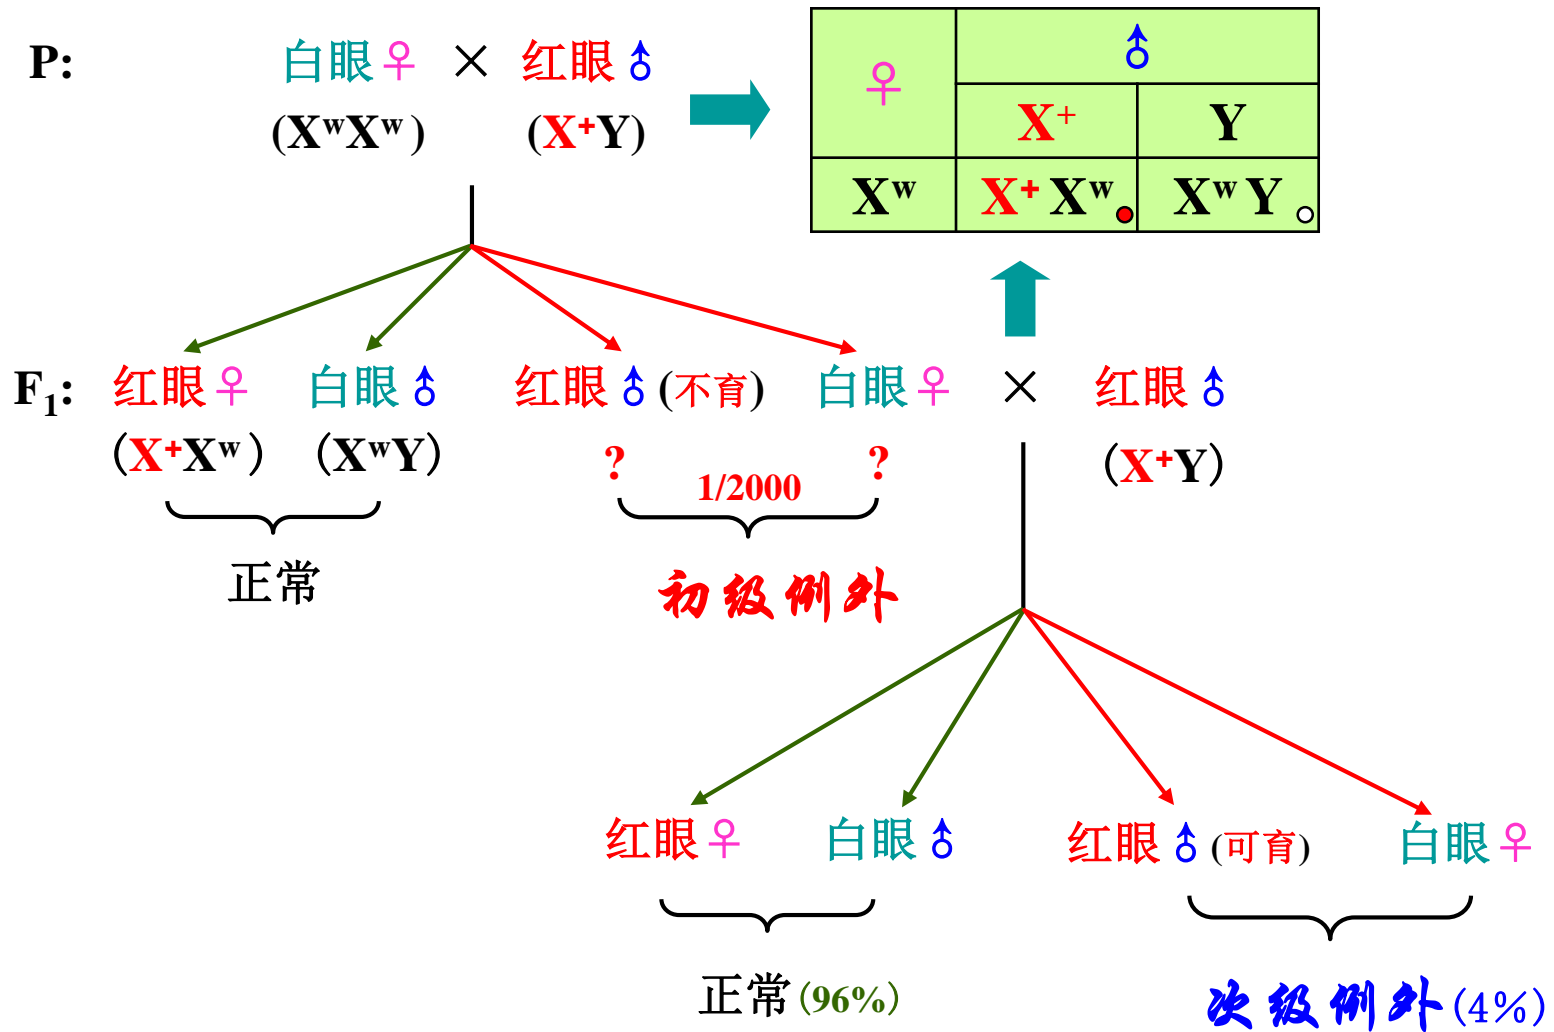 P: 白眼♀ × 红眼♂
(XʷXʷ) (X⁺Y)
♀ ♂
X⁺ Y
Xʷ X⁺Xʷ XʷY
F₁: 红眼♀ 白眼♂ 红眼♂(不育) 白眼♀ × 红眼♂
(X⁺Xʷ) (XʷY) ? 1/2000 ? (X⁺Y)
正常 初级例外
红眼♀ 白眼♂ 红眼♂(可育) 白眼♀
正常(96%) 次级例外(4%)